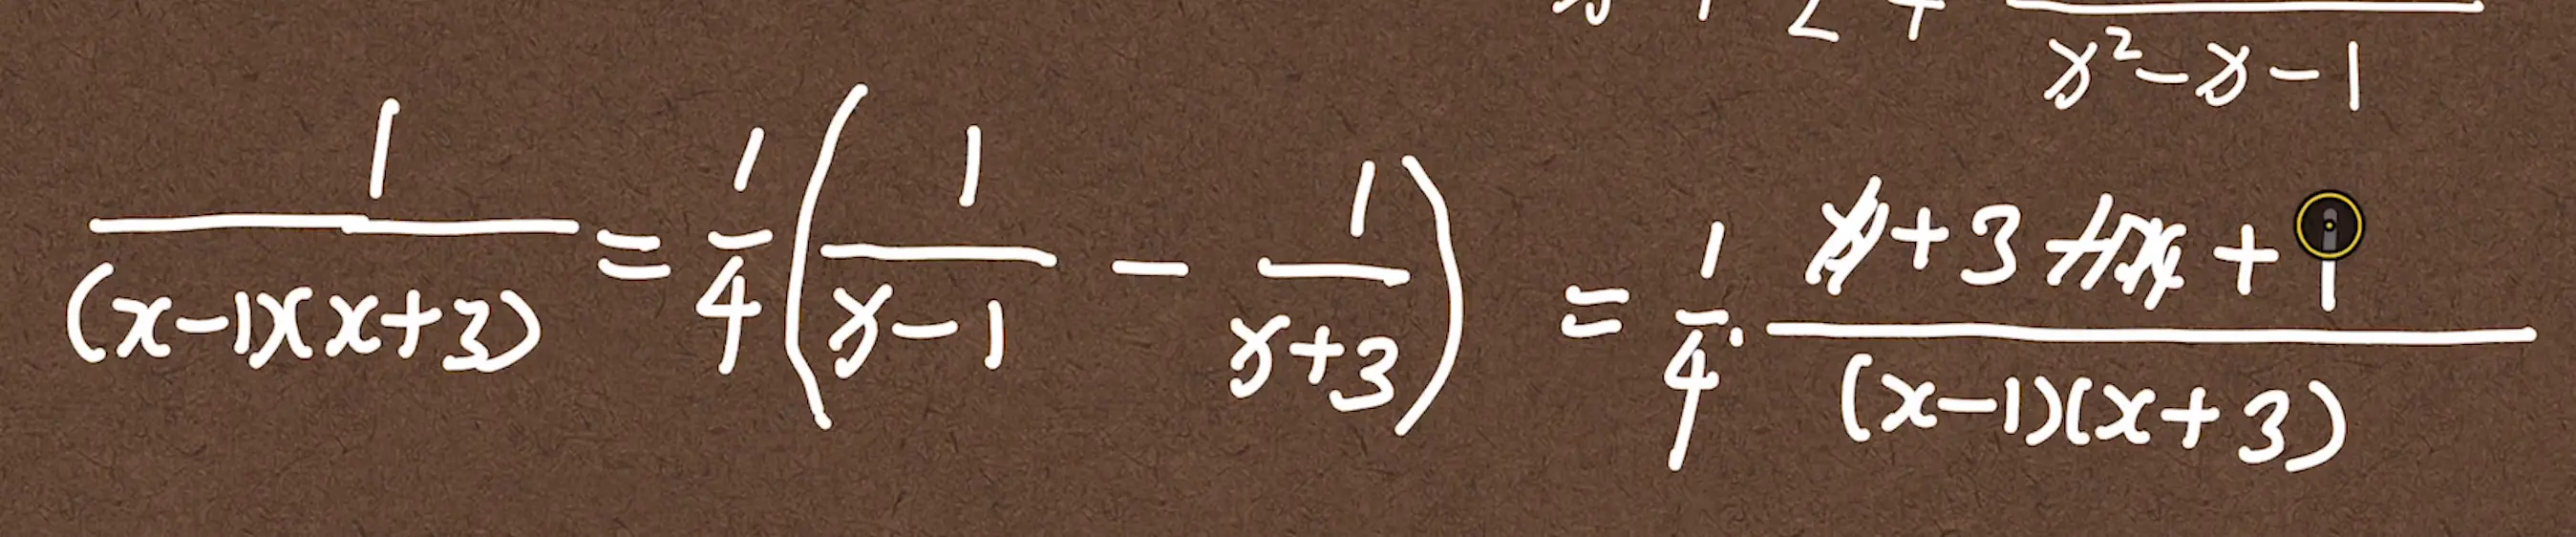 x² - x - 1
1/((x-1)(x+3)) = 1/4 (1/(x-1) - 1/(x+3)) = 1/4 · (x + 3 + 1)/((x-1)(x+3))